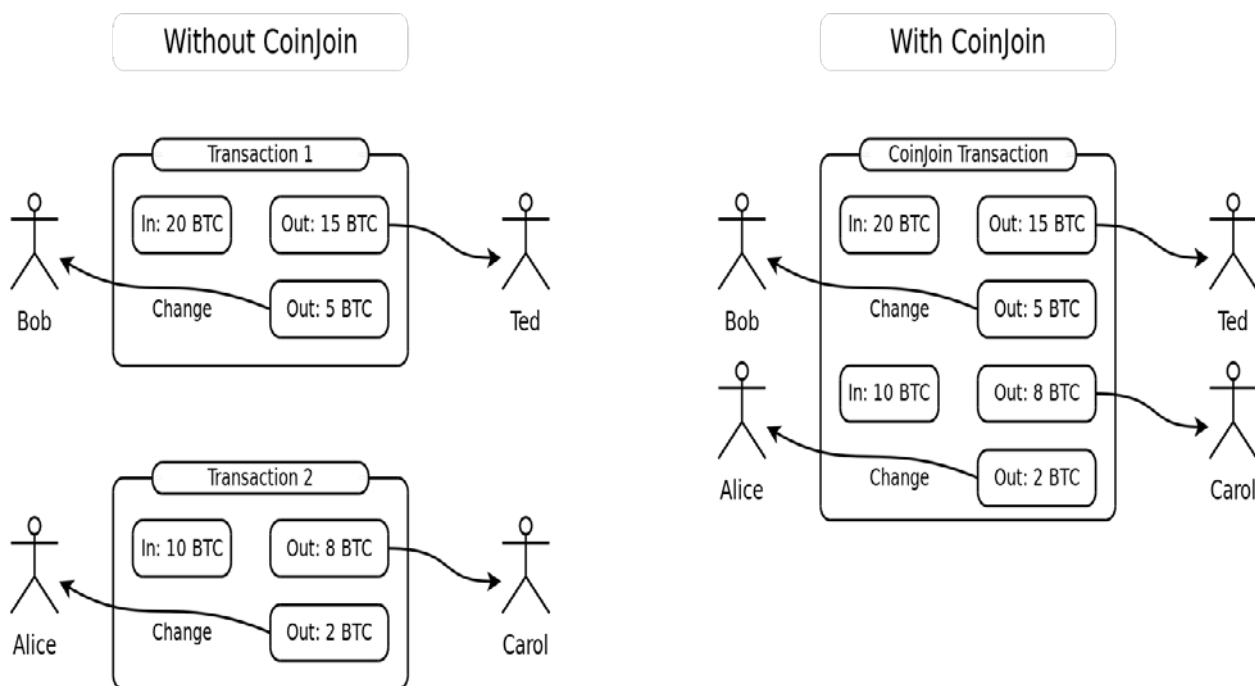 Without CoinJoin
Transaction 1
In: 20 BTC
Out: 15 BTC
Change
Out: 5 BTC
Bob
Ted
Transaction 2
In: 10 BTC
Out: 8 BTC
Change
Out: 2 BTC
Alice
Carol
With CoinJoin
CoinJoin Transaction
In: 20 BTC
Out: 15 BTC
Change
Out: 5 BTC
Bob
Ted
In: 10 BTC
Out: 8 BTC
Change
Out: 2 BTC
Alice
Carol